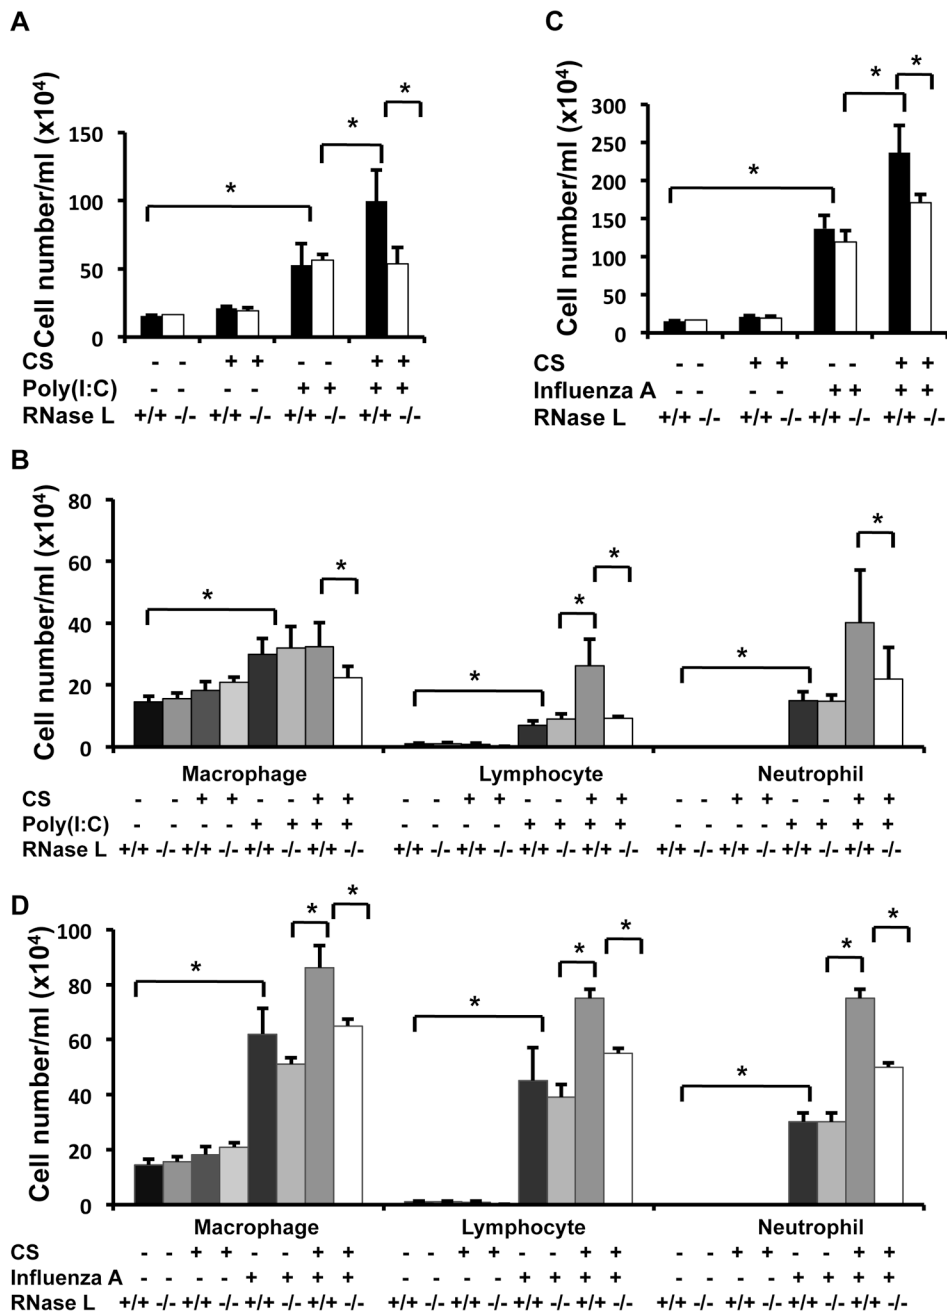 A
Cell number/ml (x10⁴)
150
100
50
0
* * *
CS - - + + - - + +
Poly(I:C) - - - - + + + +
RNase L +/+ -/- +/+ -/- +/+ -/- +/+ -/-
C
Cell number/ml (x10⁴)
300
250
200
150
100
50
0
* * *
CS - - + + - - + +
Influenza A - - - - + + + +
RNase L +/+ -/- +/+ -/- +/+ -/- +/+ -/-
B
Cell number/ml (x10⁴)
80
60
40
20
0
* * * * * * *
Macrophage Lymphocyte Neutrophil
CS - - + + - - + + - - + + - - + + - - + + - - + +
Poly(I:C) - - - - + + + + - - - - + + + + - - - - + + + +
RNase L +/+ -/- +/+ -/- +/+ -/- +/+ -/- +/+ -/- +/+ -/- +/+ -/- +/+ -/- +/+ -/- +/+ -/- +/+ -/- +/+ -/-
D
Cell number/ml (x10⁴)
100
80
60
40
20
0
* * * * * * * * *
Macrophage Lymphocyte Neutrophil
CS - - + + - - + + - - + + - - + + - - + + - - + +
Influenza A - - - - + + + + - - - - + + + + - - - - + + + +
RNase L +/+ -/- +/+ -/- +/+ -/- +/+ -/- +/+ -/- +/+ -/- +/+ -/- +/+ -/- +/+ -/- +/+ -/- +/+ -/- +/+ -/-